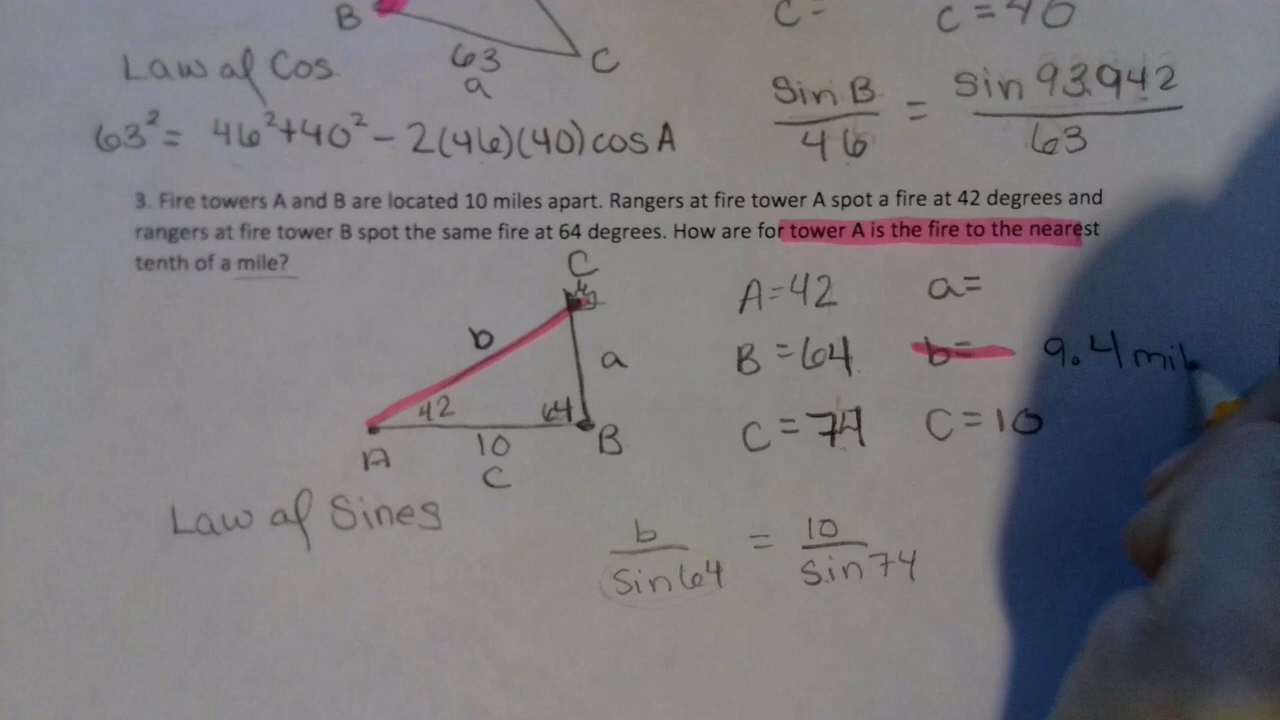 B
C=
C = 40
Law of Cos
63
a
C
63² = 46²+40² - 2(46)(40) cos A
Sin B / 46 = Sin 93.942 / 63
3. Fire towers A and B are located 10 miles apart. Rangers at fire tower A spot a fire at 42 degrees and
rangers at fire tower B spot the same fire at 64 degrees. How are for tower A is the fire to the nearest
tenth of a mile?
C
b
a
42
64
A
10
B
C
A=42
a=
B=64
b=
9.4 mil
C=74
C=10
Law of Sines
b / Sin 64 = 10 / Sin 74